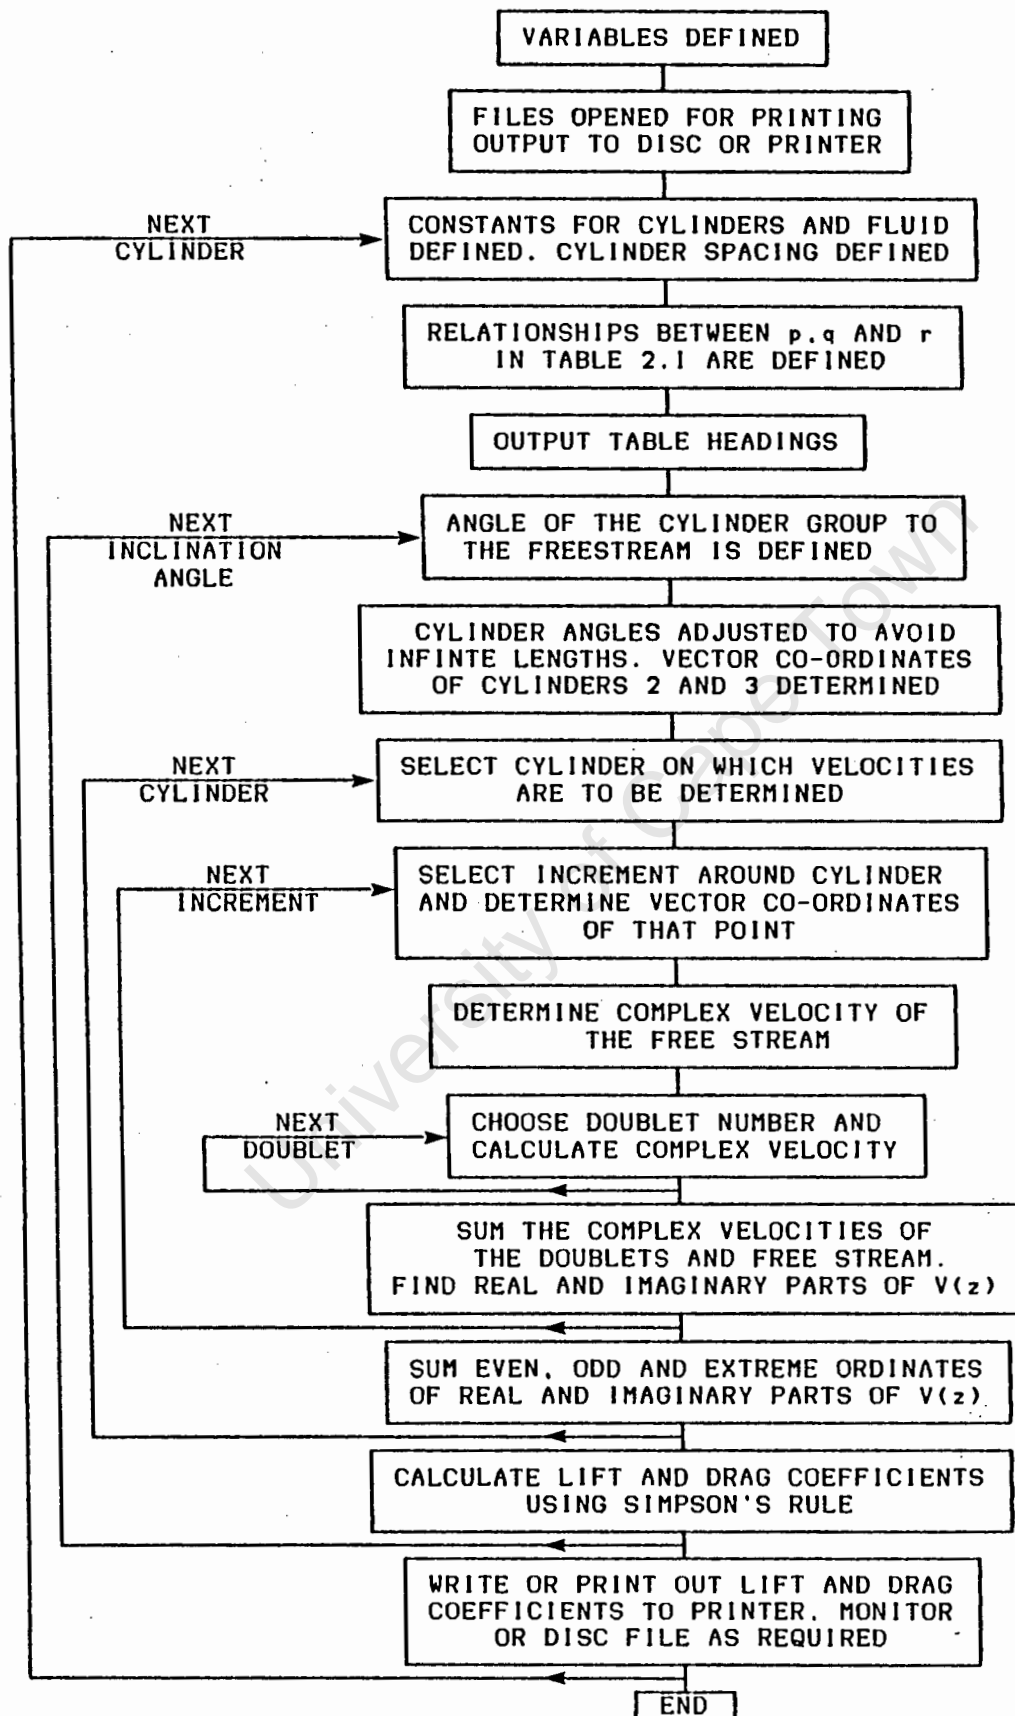 VARIABLES DEFINED
FILES OPENED FOR PRINTING
OUTPUT TO DISC OR PRINTER
NEXT
CYLINDER
CONSTANTS FOR CYLINDERS AND FLUID
DEFINED. CYLINDER SPACING DEFINED
RELATIONSHIPS BETWEEN p.q AND r
IN TABLE 2.1 ARE DEFINED
OUTPUT TABLE HEADINGS
NEXT
INCLINATION
ANGLE
ANGLE OF THE CYLINDER GROUP TO
THE FREESTREAM IS DEFINED
CYLINDER ANGLES ADJUSTED TO AVOID
INFINTE LENGTHS. VECTOR CO-ORDINATES
OF CYLINDERS 2 AND 3 DETERMINED
NEXT
CYLINDER
SELECT CYLINDER ON WHICH VELOCITIES
ARE TO BE DETERMINED
NEXT
INCREMENT
SELECT INCREMENT AROUND CYLINDER
AND DETERMINE VECTOR CO-ORDINATES
OF THAT POINT
DETERMINE COMPLEX VELOCITY OF
THE FREE STREAM
NEXT
DOUBLET
CHOOSE DOUBLET NUMBER AND
CALCULATE COMPLEX VELOCITY
SUM THE COMPLEX VELOCITIES OF
THE DOUBLETS AND FREE STREAM.
FIND REAL AND IMAGINARY PARTS OF V(z)
SUM EVEN, ODD AND EXTREME ORDINATES
OF REAL AND IMAGINARY PARTS OF V(z)
CALCULATE LIFT AND DRAG COEFFICIENTS
USING SIMPSON'S RULE
WRITE OR PRINT OUT LIFT AND DRAG
COEFFICIENTS TO PRINTER. MONITOR
OR DISC FILE AS REQUIRED
END
University of Cape Town